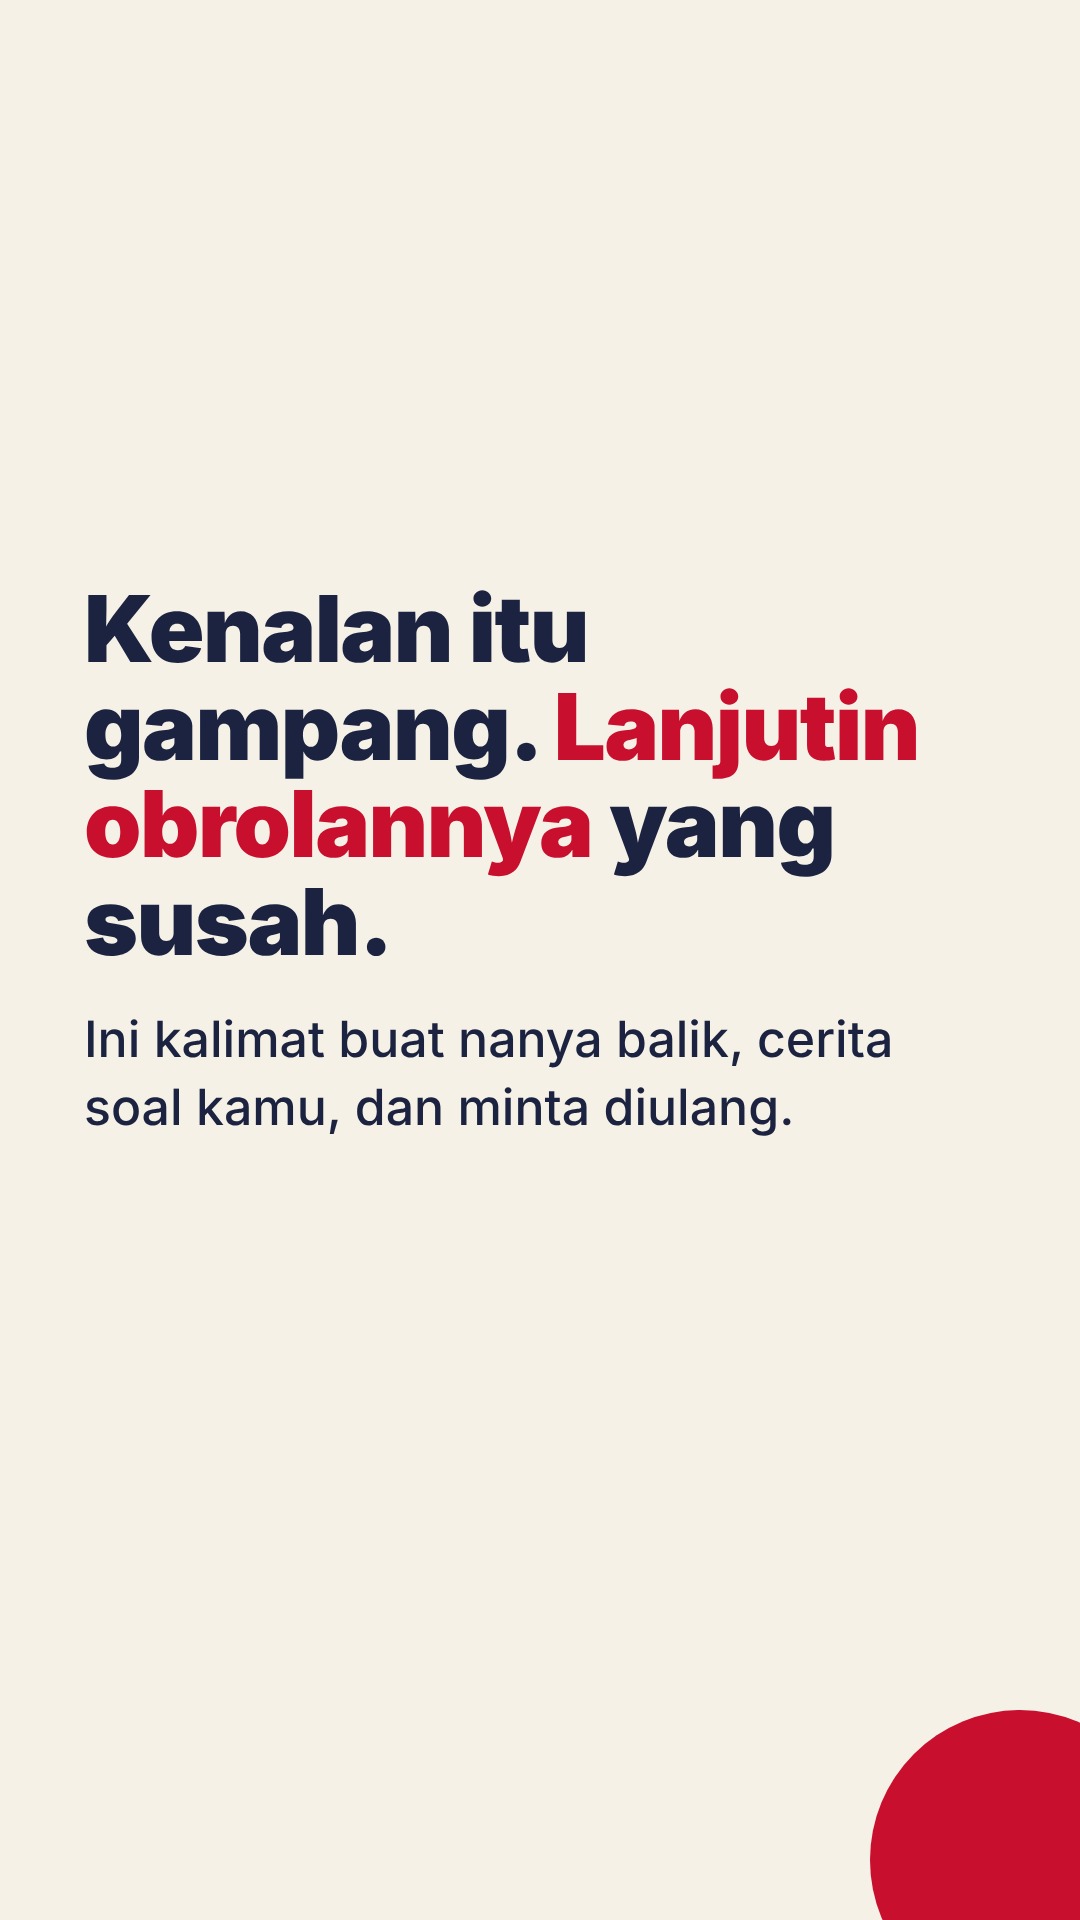 Kenalan itu
gampang. Lanjutin
obrolannya yang
susah.
Ini kalimat buat nanya balik, cerita
soal kamu, dan minta diulang.